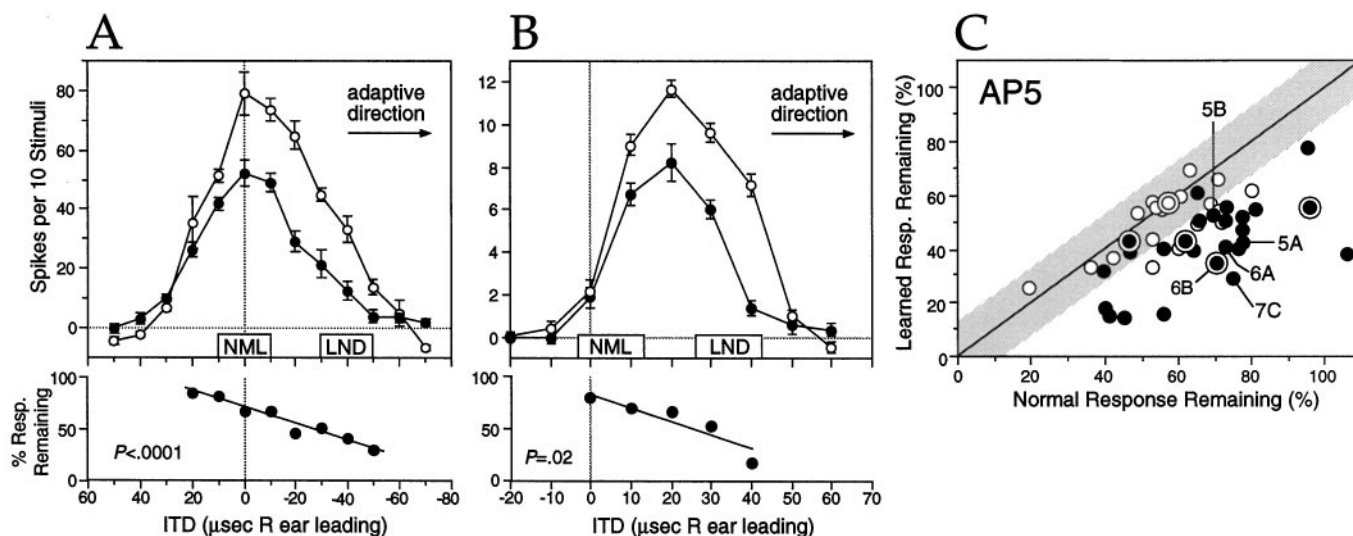 A
Spikes per 10 Stimuli
80
60
40
20
0
adaptive
direction
NML
LND
% Resp.
Remaining
100
50
0
P<.0001
60
40
20
0
-20
-40
-60
-80
ITD (μsec R ear leading)
B
12
10
8
6
4
2
0
adaptive
direction
NML
LND
100
50
0
P=.02
-20
-10
0
10
20
30
40
50
60
70
ITD (μsec R ear leading)
C
AP5
Learned Resp. Remaining (%)
100
80
60
40
20
0
5B
5A
6A
6B
7C
0
20
40
60
80
100
Normal Response Remaining (%)